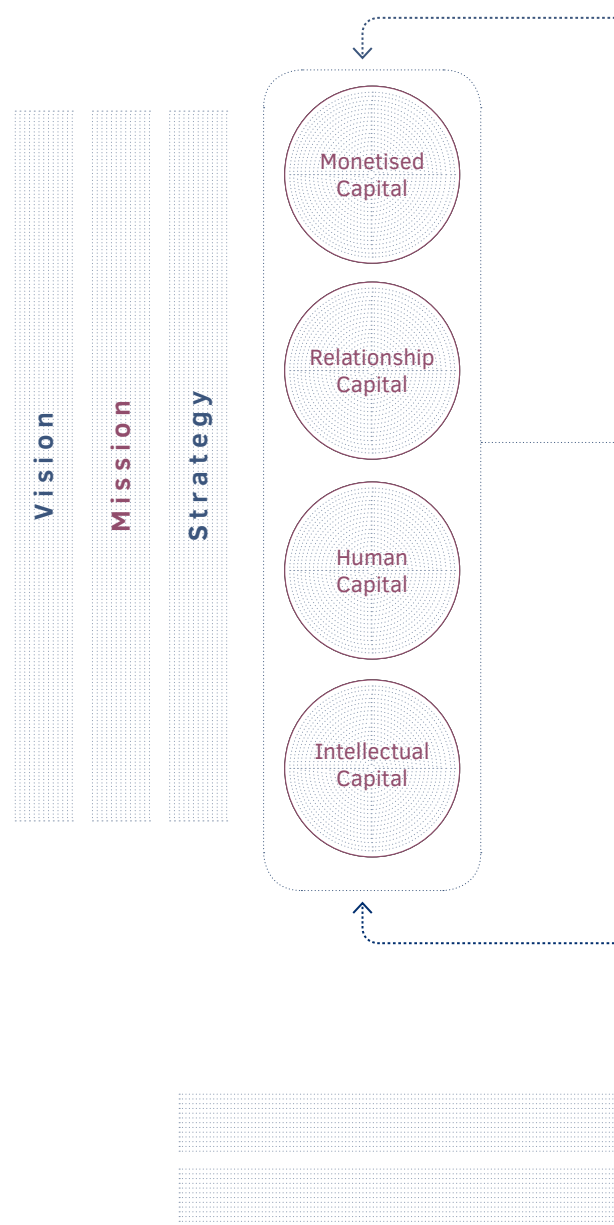 Vision
Mission
Strategy
Monetised
Capital
Relationship
Capital
Human
Capital
Intellectual
Capital